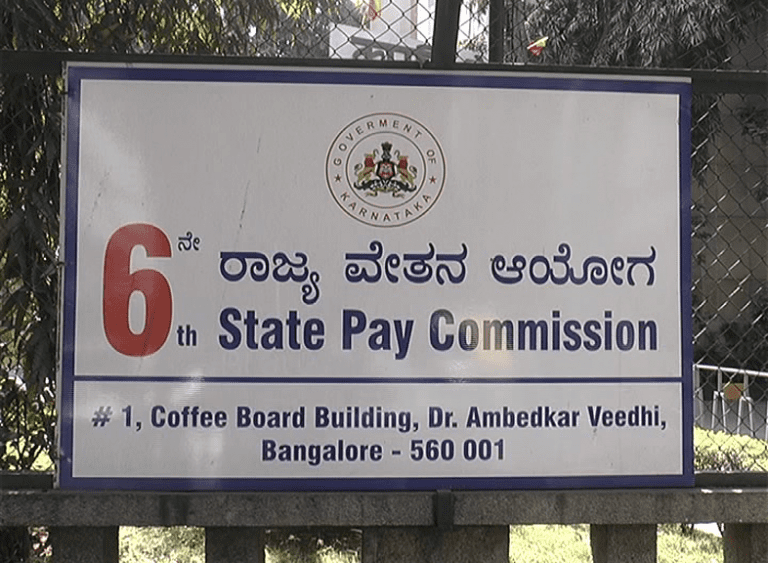 GOVERMENT OF
KARNATAKA
6ನೇ ರಾಜ್ಯ ವೇತನ ಆಯೋಗ
6th State Pay Commission
# 1, Coffee Board Building, Dr. Ambedkar Veedhi,
Bangalore - 560 001